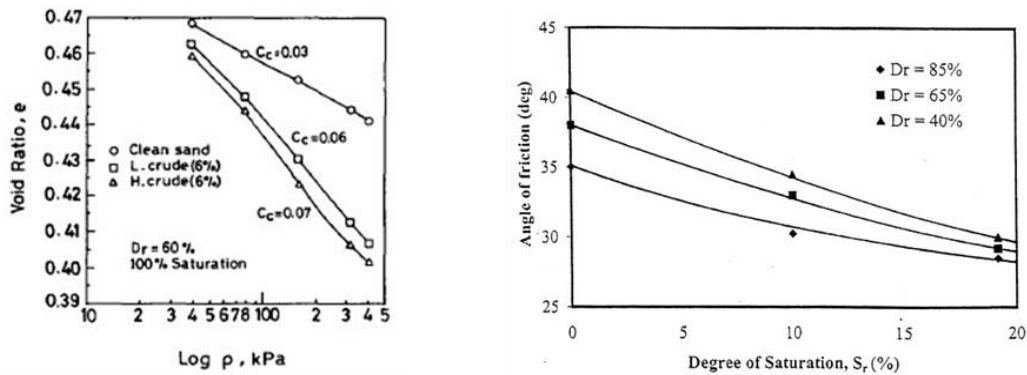 0.47
0.46
0.45
0.44
0.43
0.42
0.41
0.40
0.39
Void Ratio, e
Cc=0.03
Cc=0.06
Cc=0.07
Clean sand
L.crude(6%)
H.crude(6%)
Dr = 60 %
100% Saturation
10 2 3 4 5 6 7 8 100 2 3 4 5
Log ρ, kPa
45
40
35
30
25
Angle of friction (deg)
Dr = 85%
Dr = 65%
Dr = 40%
0 5 10 15 20
Degree of Saturation, Sr (%)